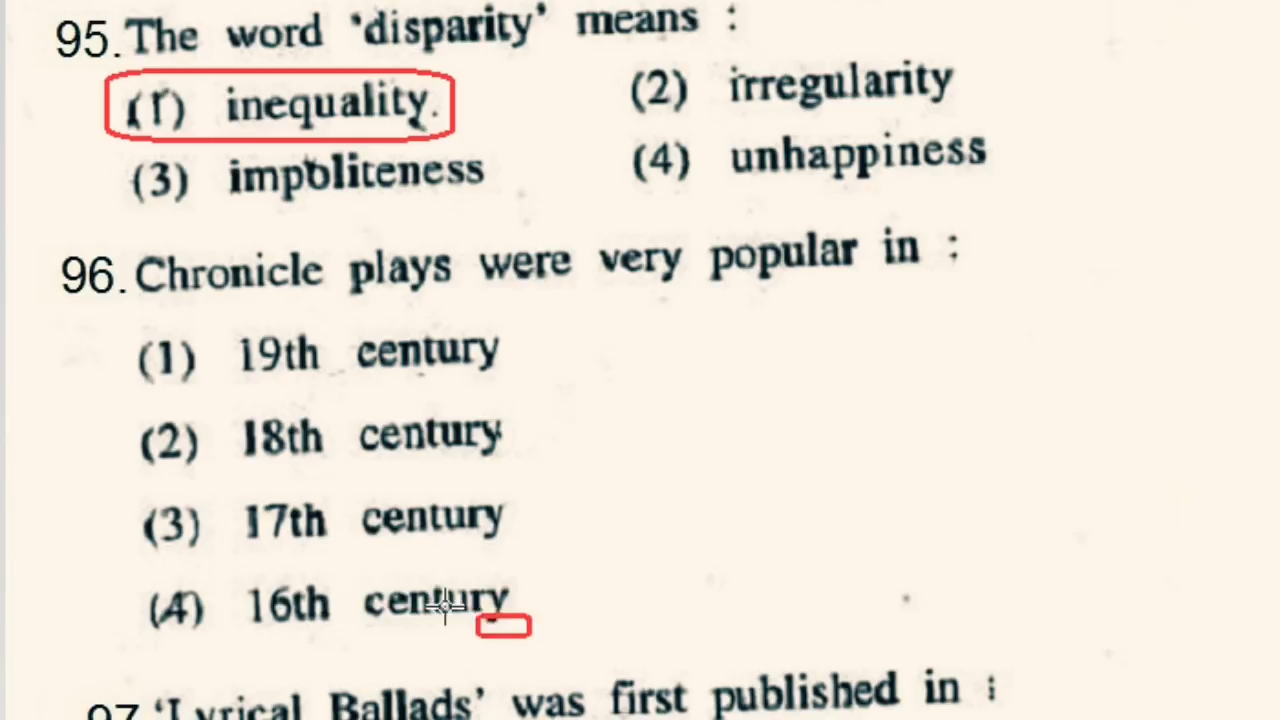 95. The word ‘disparity’ means :
(1) inequality. (2) irregularity
(3) impoliteness (4) unhappiness
96. Chronicle plays were very popular in :
(1) 19th century
(2) 18th century
(3) 17th century
(4) 16th century
97 ‘Lyrical Ballads’ was first published in :